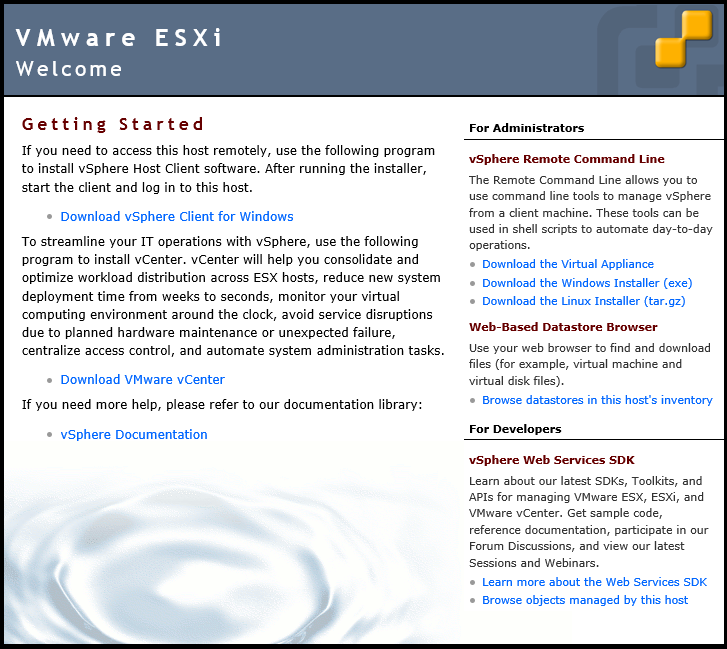 VMware ESXi
Welcome
Getting Started
If you need to access this host remotely, use the following program
to install vSphere Host Client software. After running the installer,
start the client and log in to this host.
Download vSphere Client for Windows
To streamline your IT operations with vSphere, use the following
program to install vCenter. vCenter will help you consolidate and
optimize workload distribution across ESX hosts, reduce new system
deployment time from weeks to seconds, monitor your virtual
computing environment around the clock, avoid service disruptions
due to planned hardware maintenance or unexpected failure,
centralize access control, and automate system administration tasks.
Download VMware vCenter
If you need more help, please refer to our documentation library:
vSphere Documentation
For Administrators
vSphere Remote Command Line
The Remote Command Line allows you to
use command line tools to manage vSphere
from a client machine. These tools can be
used in shell scripts to automate day-to-day
operations.
Download the Virtual Appliance
Download the Windows Installer (exe)
Download the Linux Installer (tar.gz)
Web-Based Datastore Browser
Use your web browser to find and download
files (for example, virtual machine and
virtual disk files).
Browse datastores in this host's inventory
For Developers
vSphere Web Services SDK
Learn about our latest SDKs, Toolkits, and
APIs for managing VMware ESX, ESXi, and
VMware vCenter. Get sample code,
reference documentation, participate in our
Forum Discussions, and view our latest
Sessions and Webinars.
Learn more about the Web Services SDK
Browse objects managed by this host